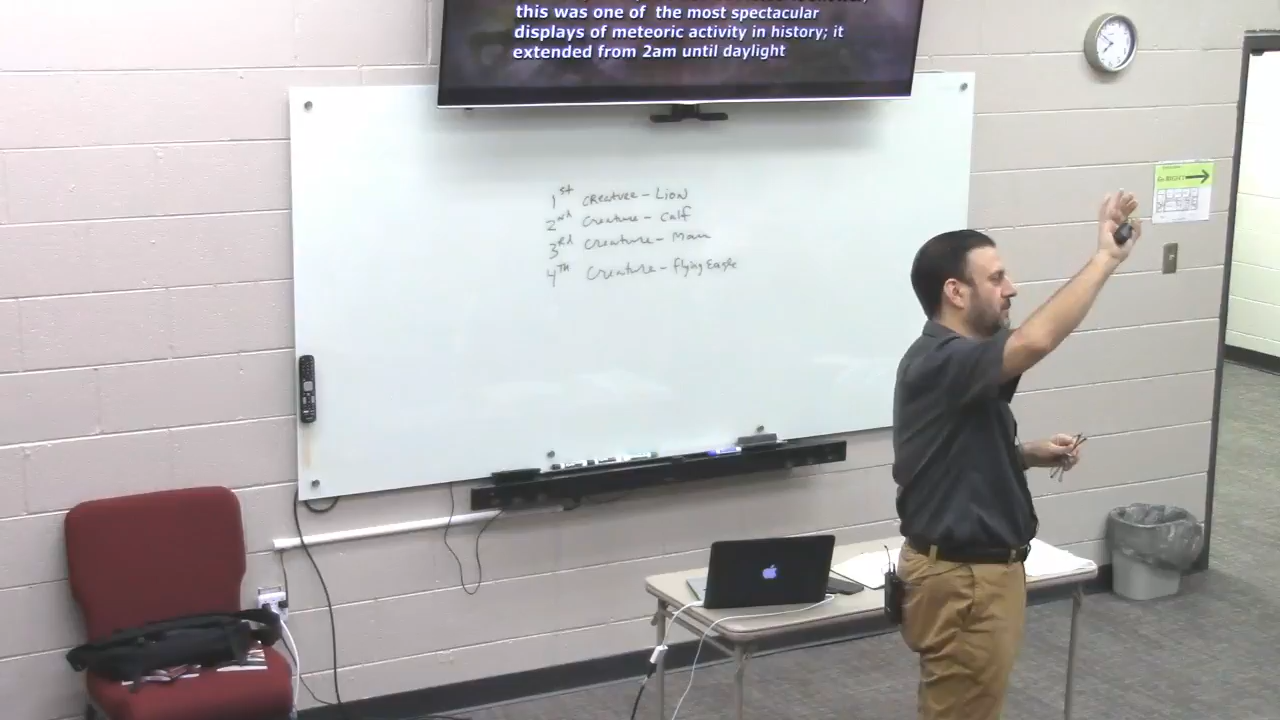 this was one of the most spectacular
displays of meteoric activity in history; it
extended from 2am until daylight
1st Creature - Lion
2nd Creature - Calf
3rd Creature - Man
4th Creature - flying Eagle